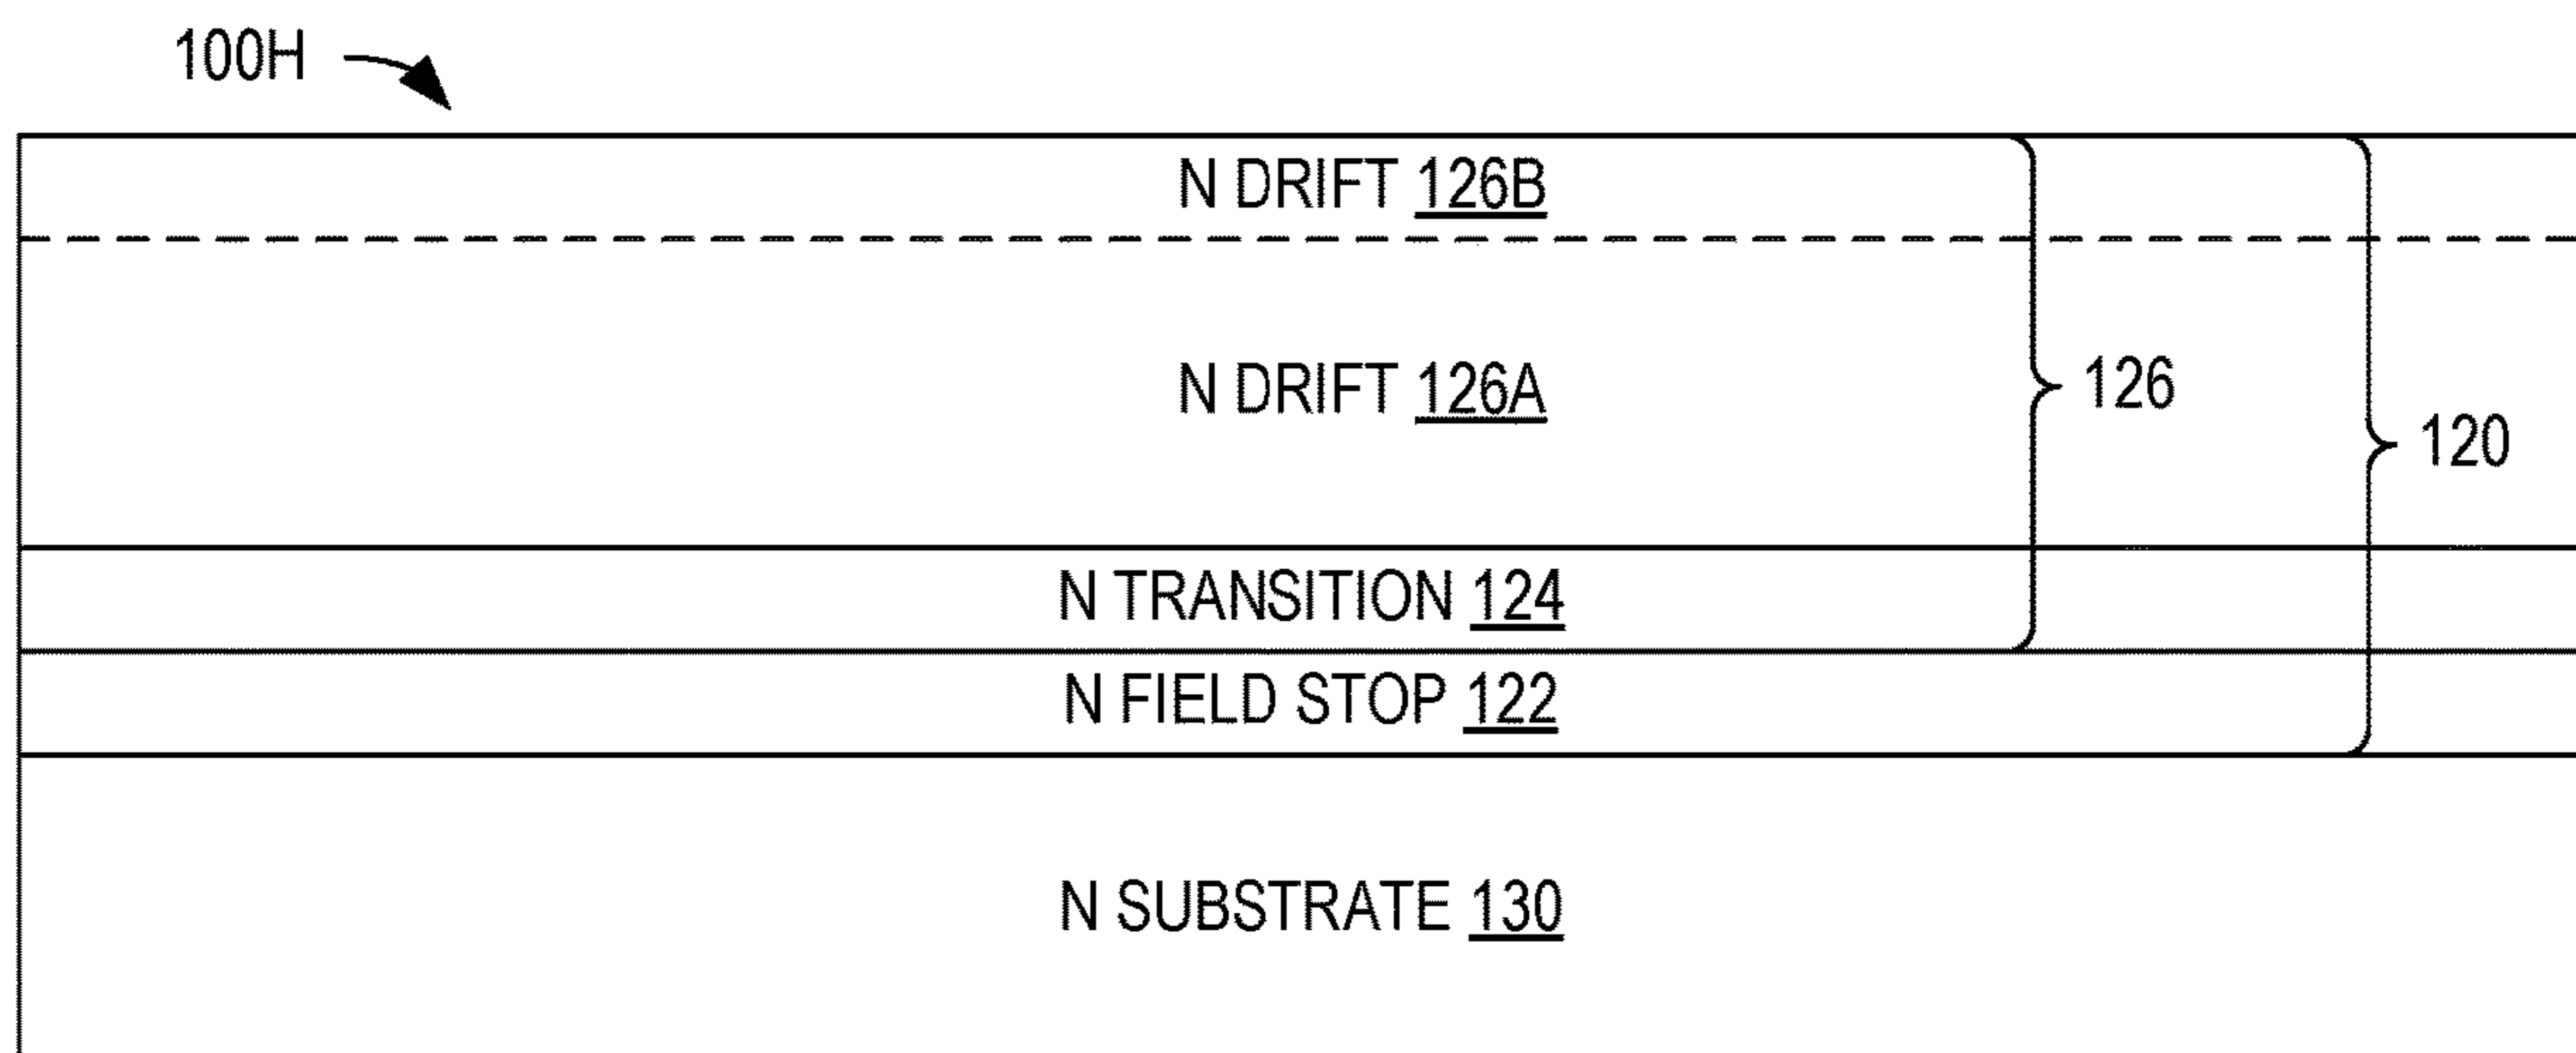 100H
N DRIFT 126B
N DRIFT 126A
126
120
N TRANSITION 124
N FIELD STOP 122
N SUBSTRATE 130